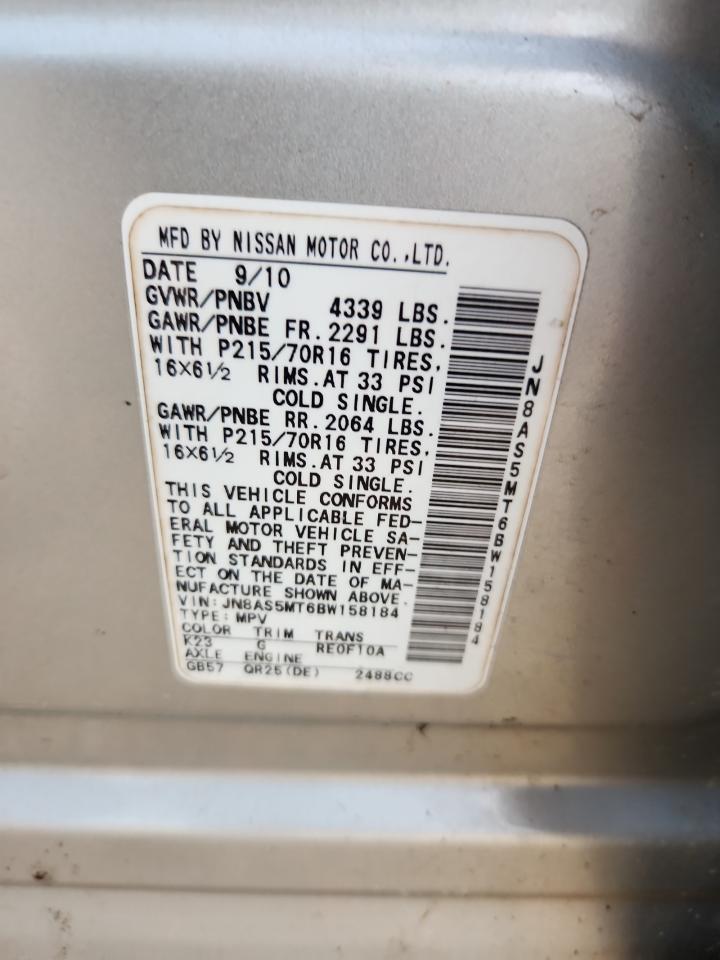 MFD BY NISSAN MOTOR CO.,LTD.
DATE 9/10
GVWR/PNBV 4339 LBS.
GAWR/PNBE FR. 2291 LBS.
WITH P215/70R16 TIRES,
16X6½ RIMS. AT 33 PSI
COLD SINGLE.
GAWR/PNBE RR. 2064 LBS.
WITH P215/70R16 TIRES,
16X6½ RIMS. AT 33 PSI
COLD SINGLE.
THIS VEHICLE CONFORMS
TO ALL APPLICABLE FED-
ERAL MOTOR VEHICLE SA-
FETY AND THEFT PREVEN-
TION STANDARDS IN EFF-
ECT ON THE DATE OF MA-
NUFACTURE SHOWN ABOVE.
VIN: JN8AS5MT6BW158184
TYPE: MPV
COLOR TRIM TRANS
K23 G RE0F10A
AXLE ENGINE
GB57 QR25(DE) 2488CC
JN8AS5MT6BW158184